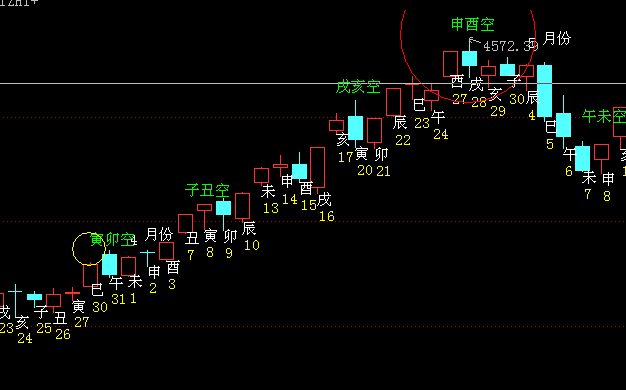 申酉空
4572.39
5 月份
戌亥空
午未空
子丑空
寅卯空
4 月份
戌
23
亥
24
子
25
丑
26
寅
27
巳
30
午
31
未
1
申
2
酉
3
丑
7
寅
8
卯
9
辰
10
未
13
申
14
酉
15
戌
16
亥
17
寅
20
卯
21
辰
22
巳
23
午
24
酉
27
戌
28
亥
29
子
30
辰
4
巳
5
午
6
未
7
申
8